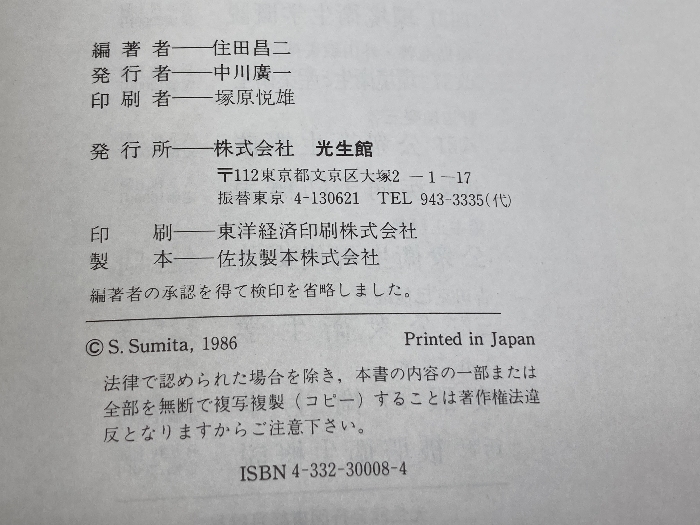 編著者——住田昌二
発行者——中川廣一
印刷者——塚原悦雄
発行所——株式会社 光生館
〒112東京都文京区大塚2－1－17
振替東京 4-130621 TEL 943-3335(代)
印刷——東洋経済印刷株式会社
製本——佐抜製本株式会社
編著者の承認を得て検印を省略しました。
© S. Sumita, 1986 Printed in Japan
法律で認められた場合を除き，本書の内容の一部または
全部を無断で複写複製（コピー）することは著作権法違
反となりますからご注意下さい。
ISBN 4-332-30008-4